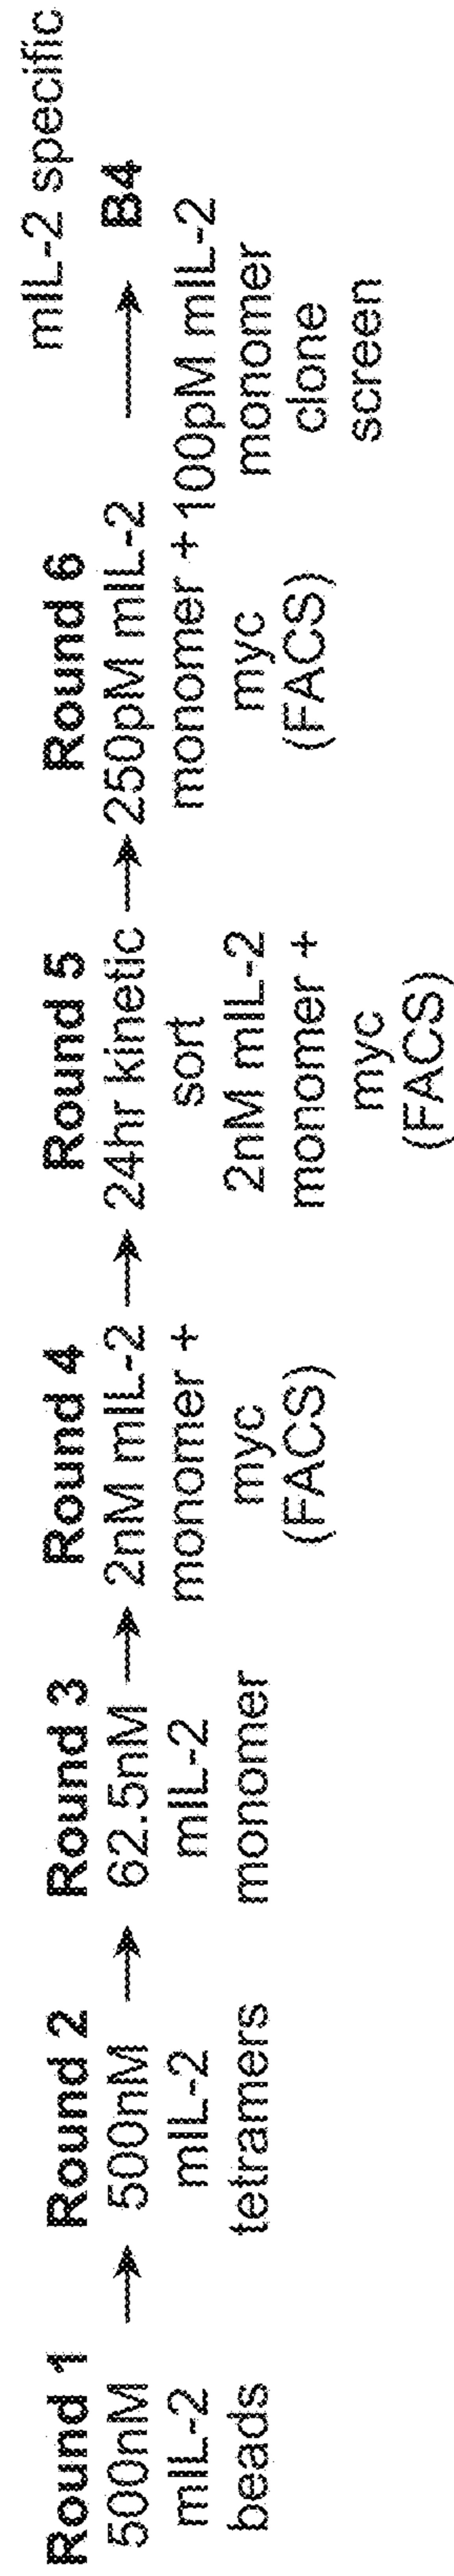 Round 1
500nM
mIL-2
beads
Round 2
500nM
mIL-2
tetramers
Round 3
62.5nM
mIL-2
monomer
Round 4
2nM mIL-2
monomer +
myc
(FACS)
Round 5
24hr kinetic
sort
2nM mIL-2
monomer +
myc
(FACS)
Round 6
250pM mIL-2
monomer +
myc
(FACS)
100pM mIL-2
monomer
clone
screen
mIL-2 specific
B4